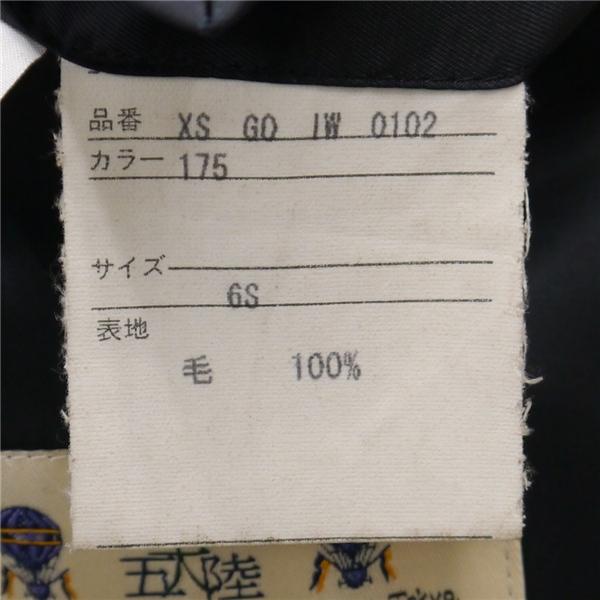 品番 XS GO IW 0102
カラー 175
サイズ
6S
表地
毛 100%
五大陸
Tokyo